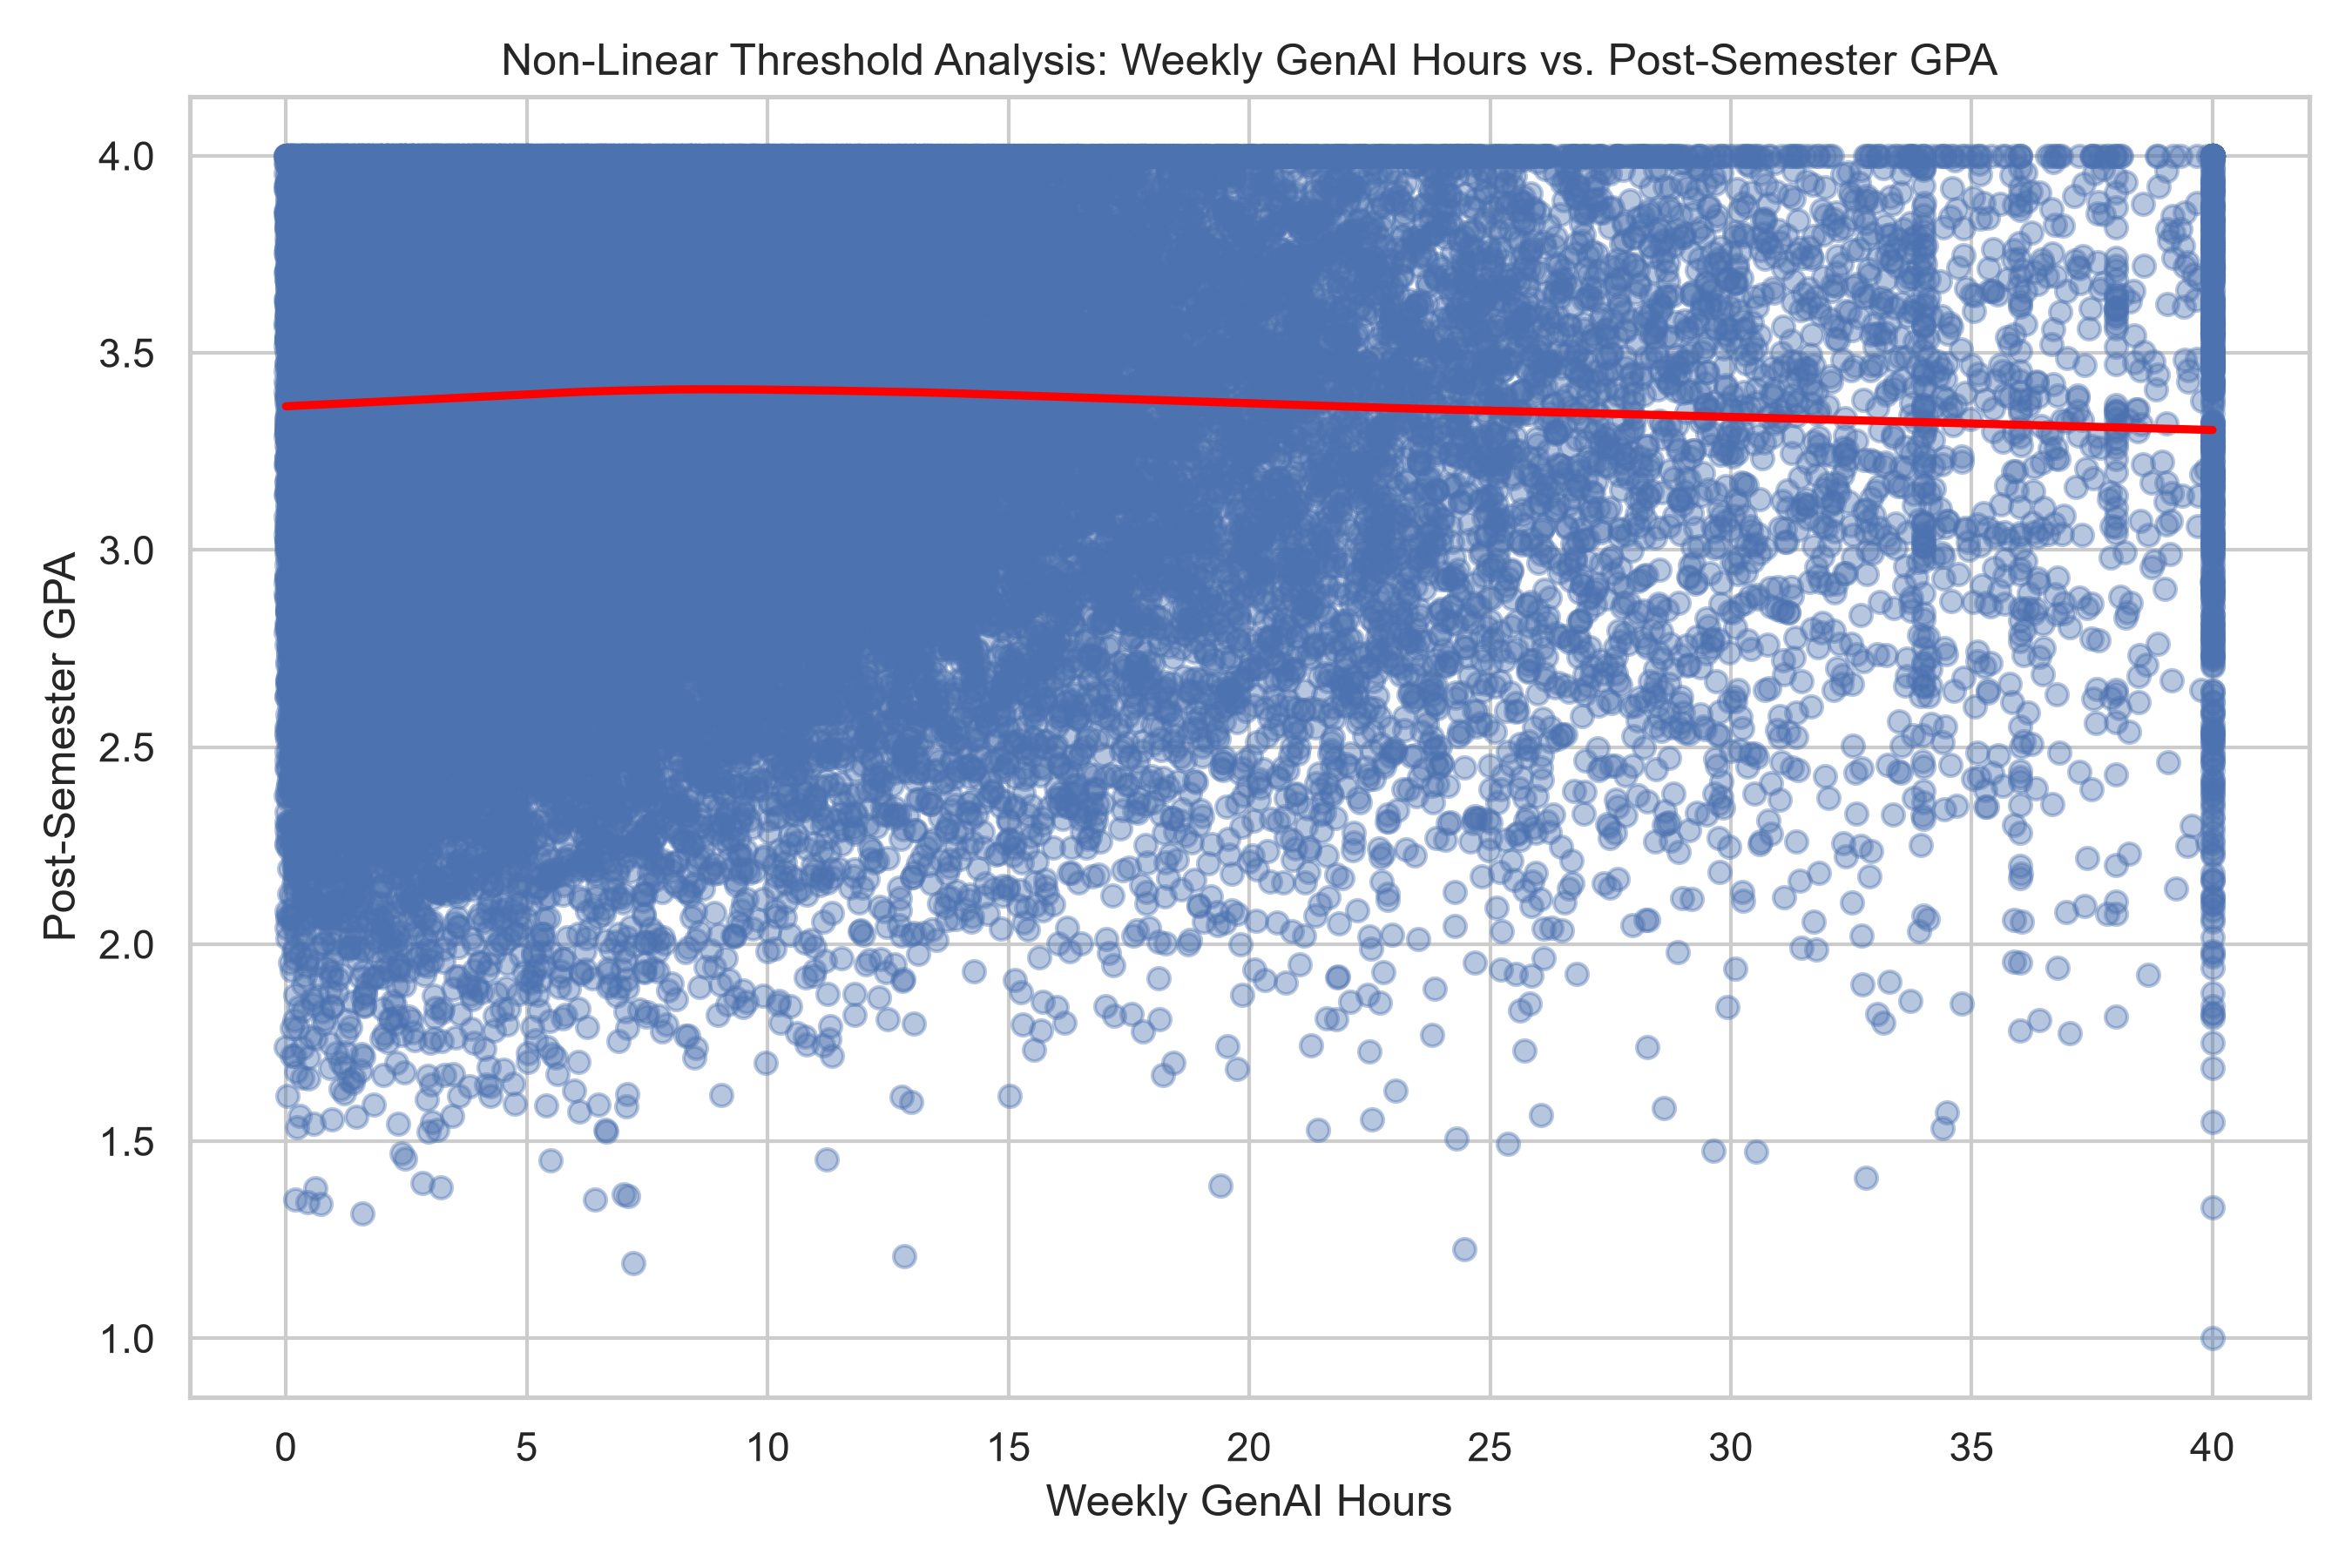 Non-Linear Threshold Analysis: Weekly GenAI Hours vs. Post-Semester GPA
4.0
3.5
3.0
2.5
2.0
1.5
1.0
Post-Semester GPA
0 5 10 15 20 25 30 35 40
Weekly GenAI Hours